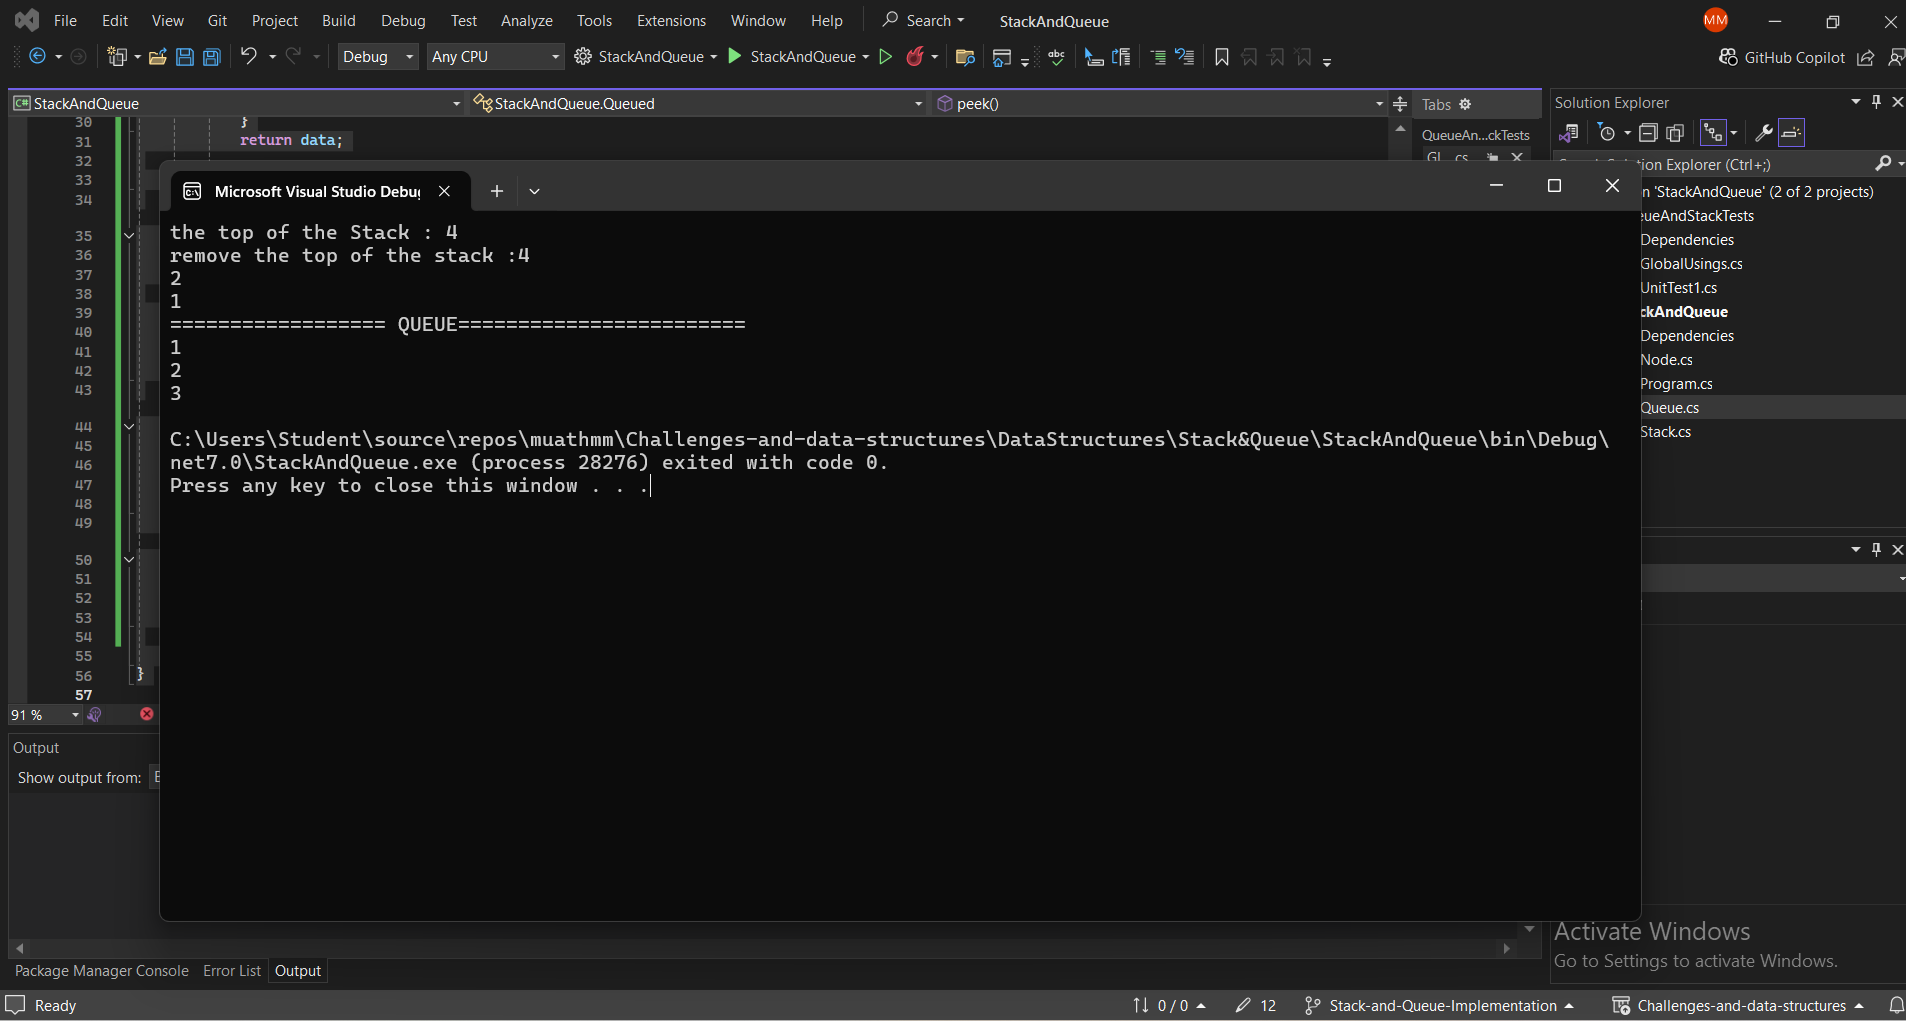 File Edit View Git Project Build Debug Test Analyze Tools Extensions Window Help Search StackAndQueue MM
Debug Any CPU StackAndQueue StackAndQueue abc GitHub Copilot
C# StackAndQueue StackAndQueue.Queued peek() Tabs
QueueAn...ckTests
30 }
31 return data;
32
33
34
35
36
37
38
39
40
41
42
43
44
45
46
47
48
49
50
51
52
53
54
55
56 }
57
91 %
Microsoft Visual Studio Debug
the top of the Stack : 4
remove the top of the stack :4
2
1
================== QUEUE========================
1
2
3
C:\Users\Student\source\repos\muathmm\Challenges-and-data-structures\DataStructures\Stack&Queue\StackAndQueue\bin\Debug\
net7.0\StackAndQueue.exe (process 28276) exited with code 0.
Press any key to close this window . . .
Solution Explorer
Solution Explorer (Ctrl+;)
'StackAndQueue' (2 of 2 projects)
ueAndStackTests
Dependencies
GlobalUsings.cs
UnitTest1.cs
ckAndQueue
Dependencies
Node.cs
Program.cs
Queue.cs
Stack.cs
Output
Show output from:
Package Manager Console Error List Output
Activate Windows
Go to Settings to activate Windows.
Ready 0 / 0 12 Stack-and-Queue-Implementation Challenges-and-data-structures